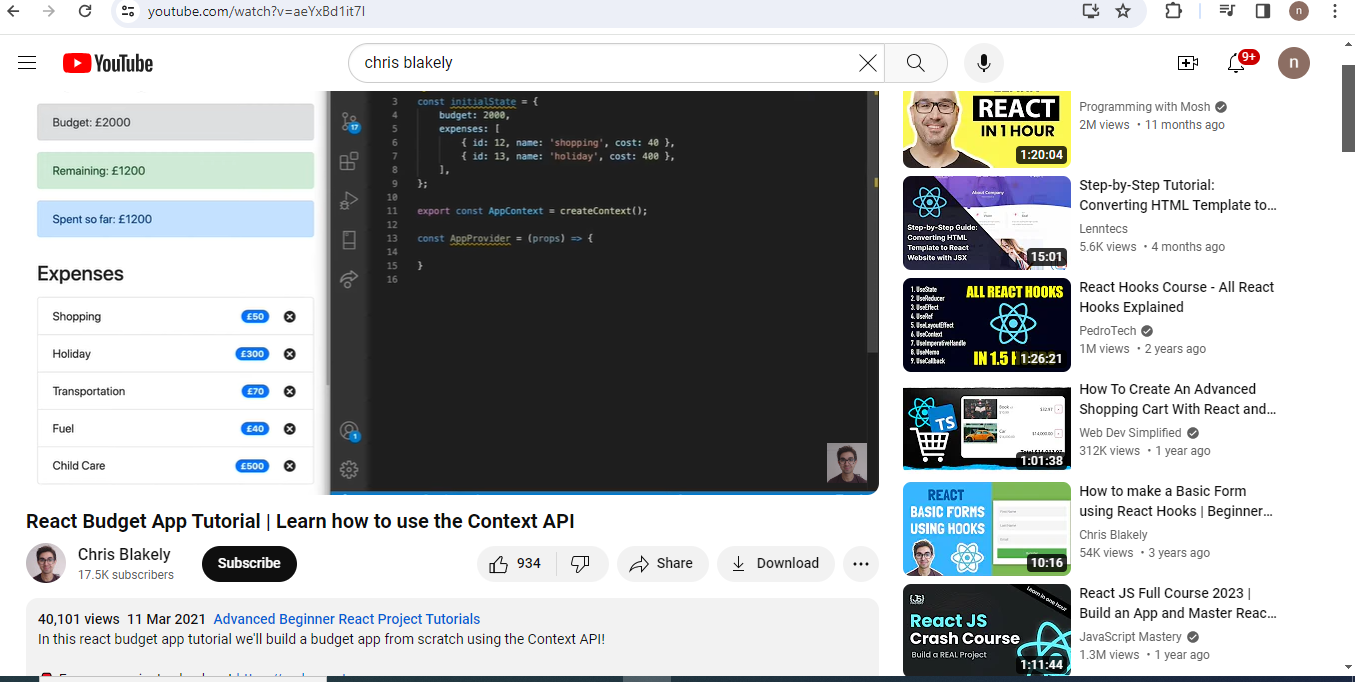 youtube.com/watch?v=aeYxBd1it7I
n
YouTube
chris blakely
9+
n
Budget: £2000
Remaining: £1200
Spent so far: £1200
Expenses
Shopping £50
Holiday £300
Transportation £70
Fuel £40
Child Care £500
17
1
3 const initialState = {
4 budget: 2000,
5 expenses: [
6 { id: 12, name: 'shopping', cost: 40 },
7 { id: 13, name: 'holiday', cost: 400 },
8 ],
9 };
10
11 export const AppContext = createContext();
12
13 const AppProvider = (props) => {
14
15 }
16
React Budget App Tutorial | Learn how to use the Context API
Chris Blakely
17.5K subscribers
Subscribe
934
Share
Download
40,101 views 11 Mar 2021 Advanced Beginner React Project Tutorials
In this react budget app tutorial we'll build a budget app from scratch using the Context API!
REACT
IN 1 HOUR
1:20:04
Programming with Mosh
2M views • 11 months ago
About Company
Step-by-Step Guide:
Converting HTML
Template to React
Website with JSX
15:01
Step-by-Step Tutorial:
Converting HTML Template to...
Lenntecs
5.6K views • 4 months ago
1. UseState
2. UseReducer
3. UseEffect
4. UseRef
5. UseLayoutEffect
6. UseContext
7. UseImperativeHandle
8. UseMemo
9. UseCallback
ALL REACT HOOKS
IN 1.5 H
1:26:21
React Hooks Course - All React
Hooks Explained
PedroTech
1M views • 2 years ago
TS
Book
Car
1:01:38
How To Create An Advanced
Shopping Cart With React and...
Web Dev Simplified
312K views • 1 year ago
REACT
BASIC FORMS
USING HOOKS
10:16
How to make a Basic Form
using React Hooks | Beginner...
Chris Blakely
54K views • 3 years ago
Learn in one hour
React JS
Crash Course
Build a REAL Project
1:11:44
React JS Full Course 2023 |
Build an App and Master Reac...
JavaScript Mastery
1.3M views • 1 year ago